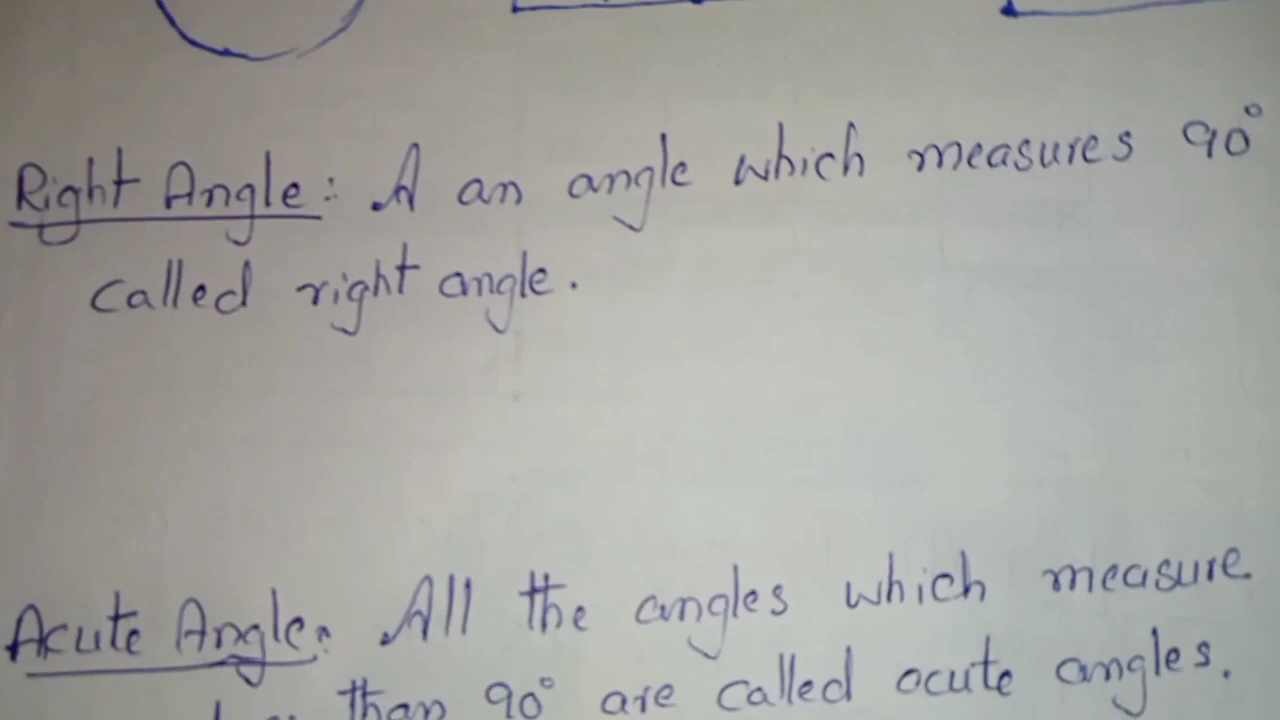 Right Angle: A an angle which measures 90°
called right angle.
Acute Angle: All the angles which measure
than 90° are called acute angles.